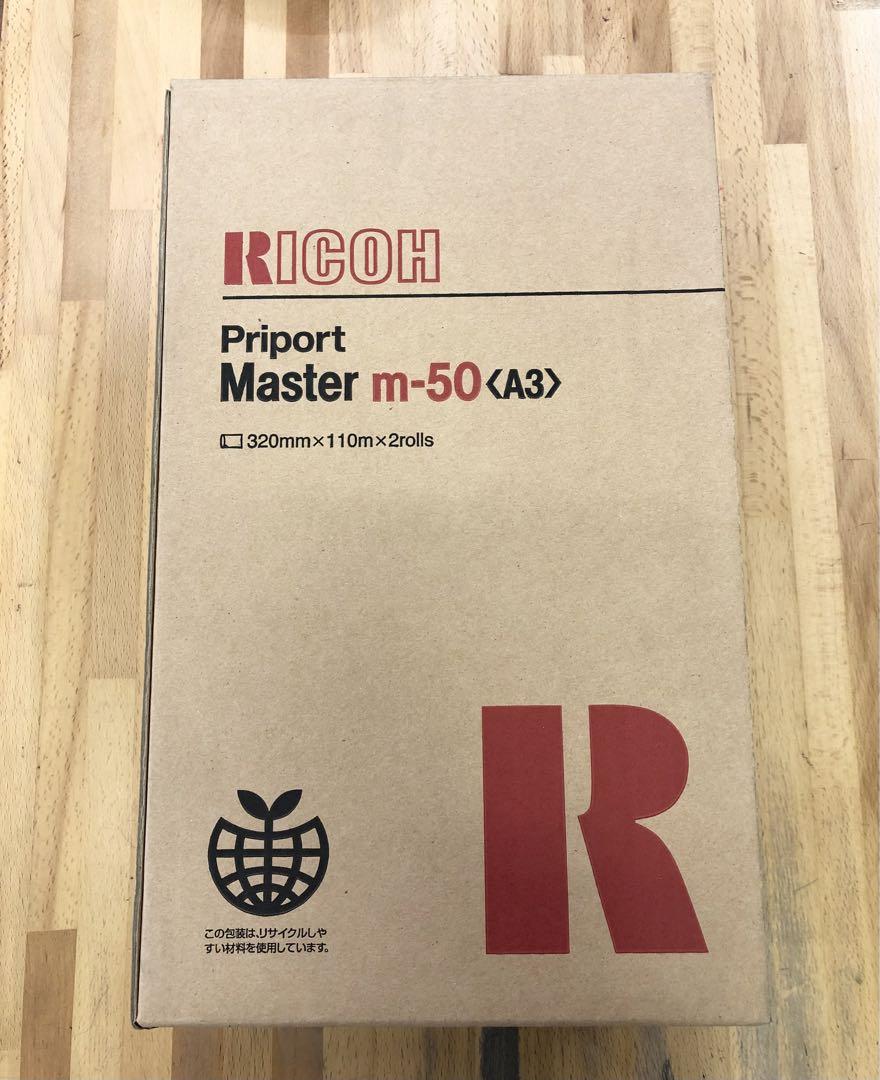 RICOH
Priport
Master m-50〈A3〉
320mm×110m×2rolls
R
この包装は、リサイクルしや
すい材料を使用しています。